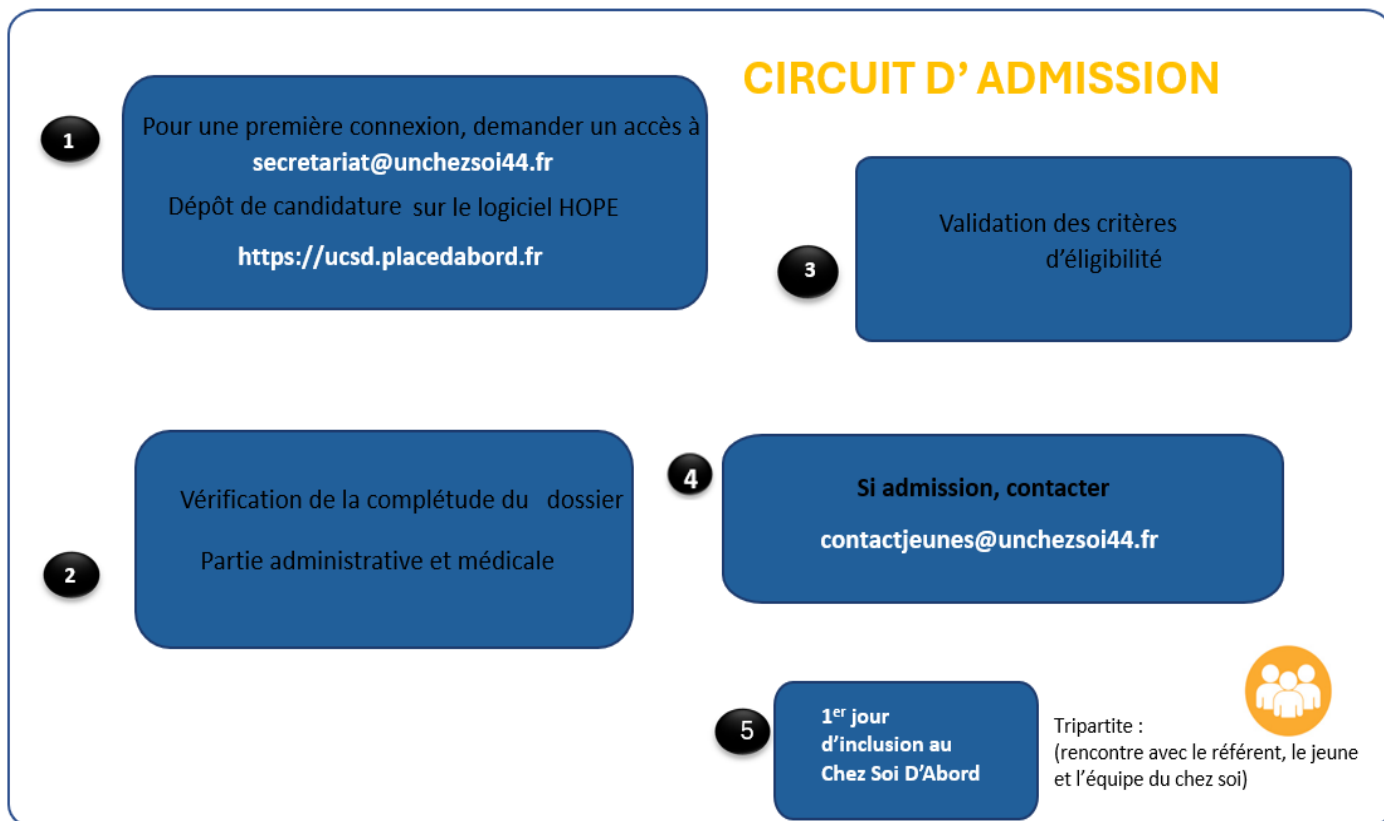 CIRCUIT D' ADMISSION
1
Pour une première connexion, demander un accès à
secretariat@unchezsoi44.fr
Dépôt de candidature sur le logiciel HOPE
https://ucsd.placedabord.fr
2
Vérification de la complétude du dossier
Partie administrative et médicale
3
Validation des critères
d'éligibilité
4
Si admission, contacter
contactjeunes@unchezsoi44.fr
5
1er jour
d'inclusion au
Chez Soi D'Abord
Tripartite :
(rencontre avec le référent, le jeune
et l'équipe du chez soi)